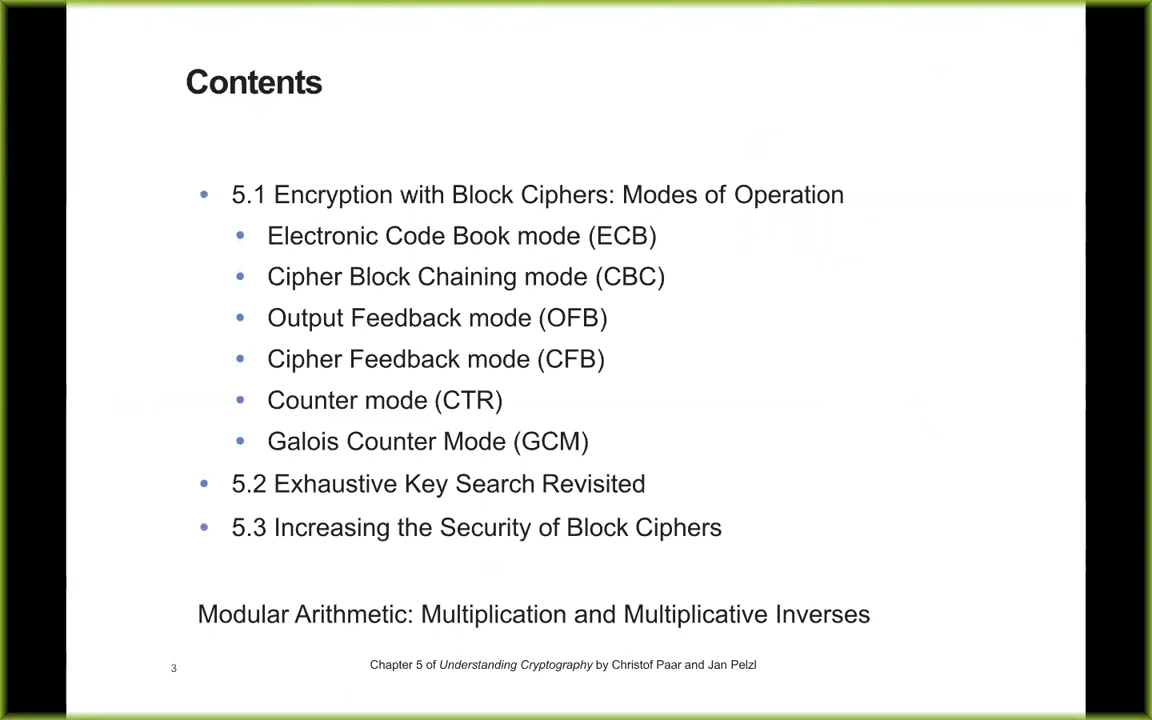 Contents
• 5.1 Encryption with Block Ciphers: Modes of Operation
• Electronic Code Book mode (ECB)
• Cipher Block Chaining mode (CBC)
• Output Feedback mode (OFB)
• Cipher Feedback mode (CFB)
• Counter mode (CTR)
• Galois Counter Mode (GCM)
• 5.2 Exhaustive Key Search Revisited
• 5.3 Increasing the Security of Block Ciphers
Modular Arithmetic: Multiplication and Multiplicative Inverses
3 Chapter 5 of Understanding Cryptography by Christof Paar and Jan Pelzl